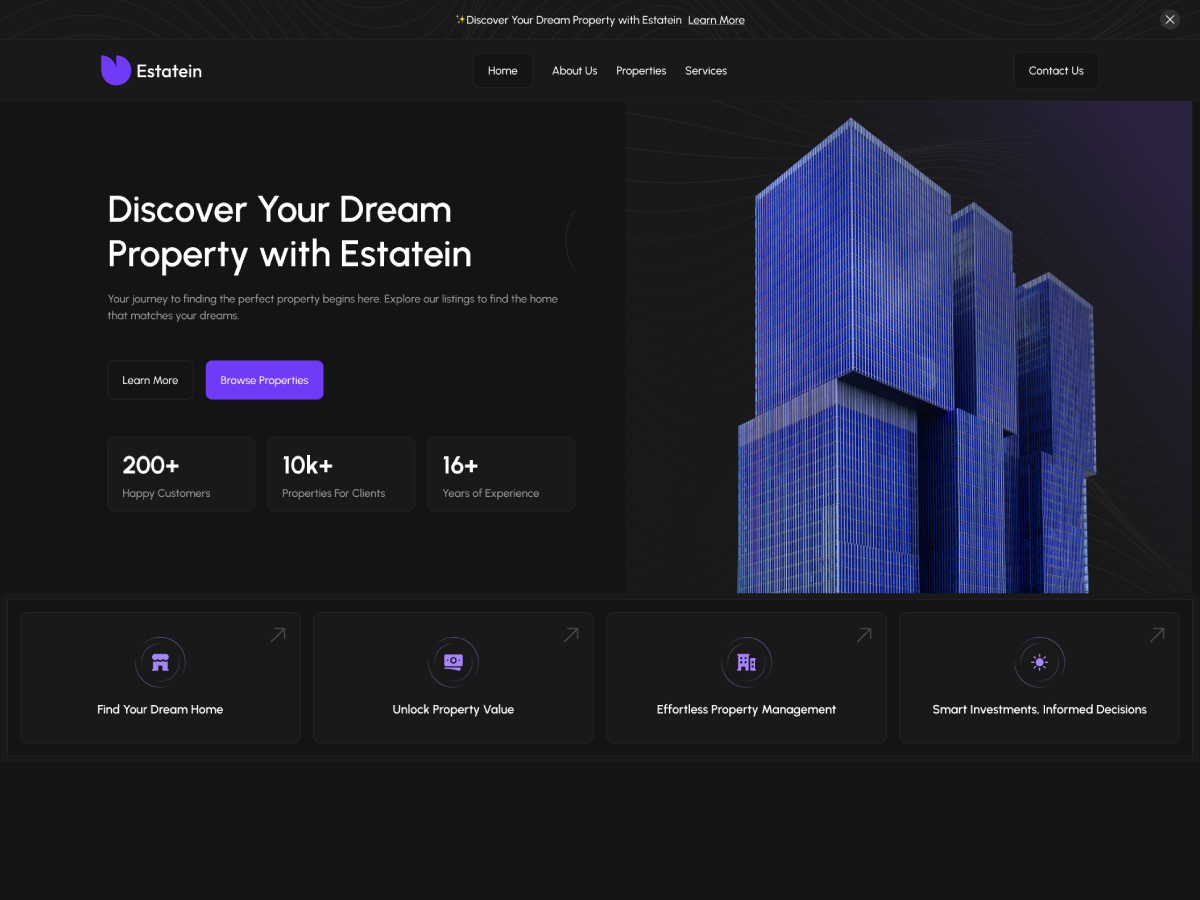 ✨Discover Your Dream Property with Estatein Learn More
Estatein
Home
About Us
Properties
Services
Contact Us
Discover Your Dream
Property with Estatein
Your journey to finding the perfect property begins here. Explore our listings to find the home
that matches your dreams.
Learn More
Browse Properties
200+
Happy Customers
10k+
Properties For Clients
16+
Years of Experience
Find Your Dream Home
Unlock Property Value
Effortless Property Management
Smart Investments, Informed Decisions